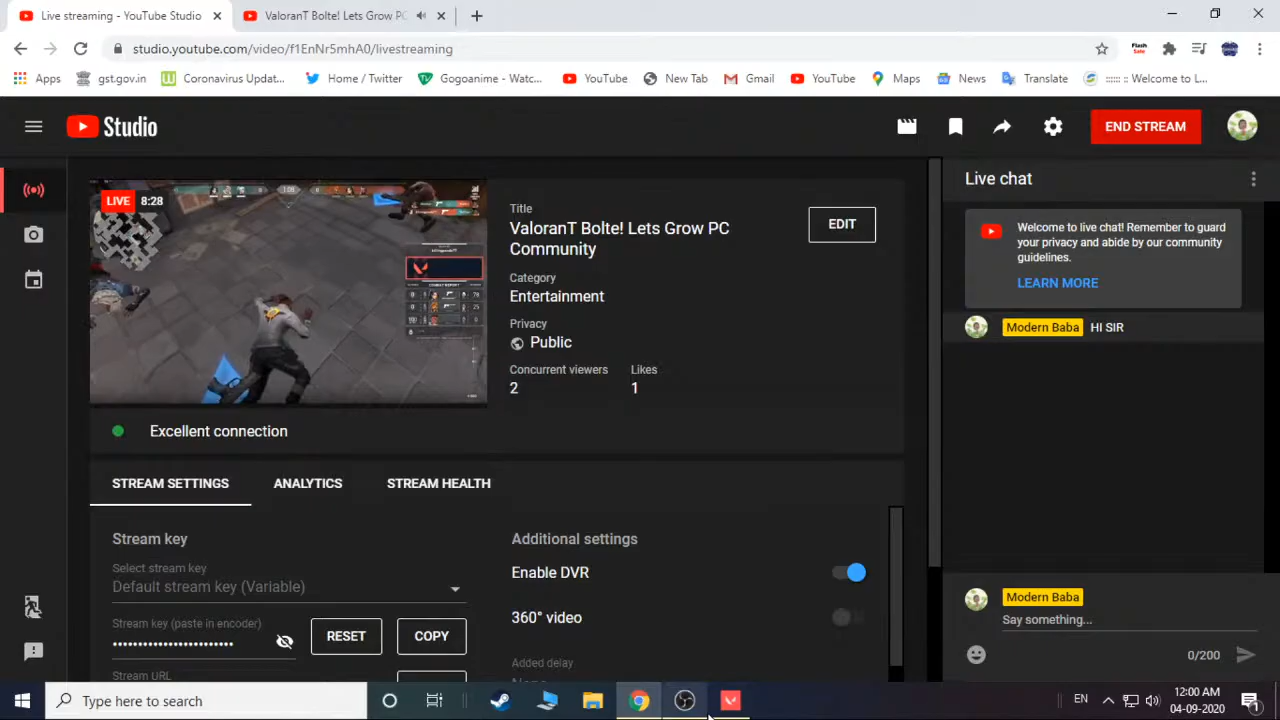 Live streaming - YouTube Studio
ValoranT Bolte! Lets Grow PC
studio.youtube.com/video/f1EnNr5mhA0/livestreaming
Flash Sale
Apps
gst.gov.in
Coronavirus Updat...
Home / Twitter
Gogoanime - Watc...
YouTube
New Tab
Gmail
YouTube
Maps
News
Translate
::::: :: Welcome to L...
Studio
END STREAM
LIVE 8:28
Title
ValoranT Bolte! Lets Grow PC
Community
EDIT
Category
Entertainment
Privacy
Public
Concurrent viewers
Likes
2
1
Excellent connection
STREAM SETTINGS
ANALYTICS
STREAM HEALTH
Stream key
Select stream key
Default stream key (Variable)
Stream key (paste in encoder)
RESET
COPY
Stream URL
Additional settings
Enable DVR
360° video
Added delay
Live chat
Welcome to live chat! Remember to guard
your privacy and abide by our community
guidelines.
LEARN MORE
Modern Baba HI SIR
Modern Baba
Say something...
0/200
Type here to search
EN
12:00 AM
04-09-2020
1